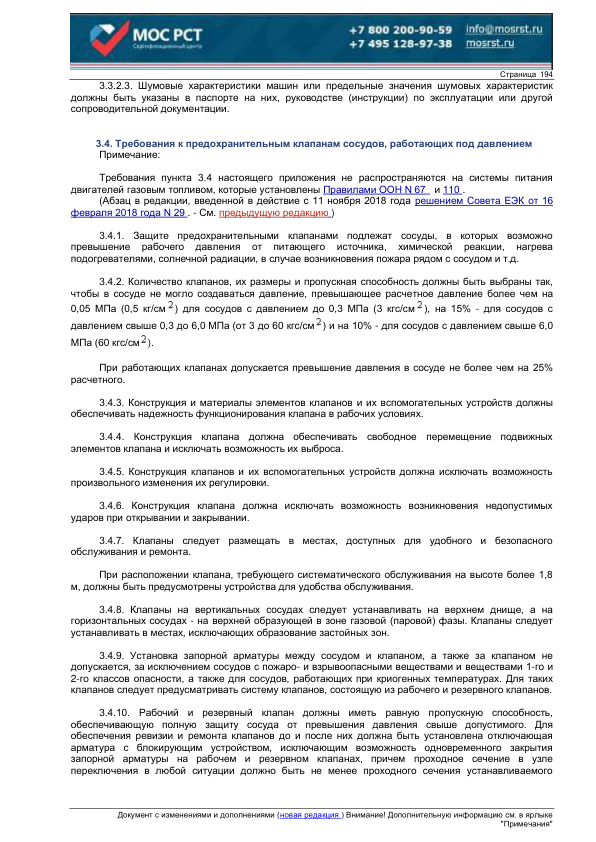 МОС РСТ
Сертификационный центр
+7 800 200-90-59 info@mosrst.ru
+7 495 128-97-38 mosrst.ru
Страница 194
3.3.2.3. Шумовые характеристики машин или предельные значения шумовых характеристик
должны быть указаны в паспорте на них, руководстве (инструкции) по эксплуатации или другой
сопроводительной документации.
3.4. Требования к предохранительным клапанам сосудов, работающих под давлением
Примечание:
Требования пункта 3.4 настоящего приложения не распространяются на системы питания
двигателей газовым топливом, которые установлены Правилами ООН N 67 и 110 .
(Абзац в редакции, введенной в действие с 11 ноября 2018 года решением Совета ЕЭК от 16
февраля 2018 года N 29 . - См. предыдущую редакцию )
3.4.1. Защите предохранительными клапанами подлежат сосуды, в которых возможно
превышение рабочего давления от питающего источника, химической реакции, нагрева
подогревателями, солнечной радиации, в случае возникновения пожара рядом с сосудом и т.д.
3.4.2. Количество клапанов, их размеры и пропускная способность должны быть выбраны так,
чтобы в сосуде не могло создаваться давление, превышающее расчетное давление более чем на
0,05 МПа (0,5 кг/см 2 ) для сосудов с давлением до 0,3 МПа (3 кгс/см 2 ), на 15% - для сосудов с
давлением свыше 0,3 до 6,0 МПа (от 3 до 60 кгс/см 2 ) и на 10% - для сосудов с давлением свыше 6,0
МПа (60 кгс/см 2 ).
При работающих клапанах допускается превышение давления в сосуде не более чем на 25%
расчетного.
3.4.3. Конструкция и материалы элементов клапанов и их вспомогательных устройств должны
обеспечивать надежность функционирования клапана в рабочих условиях.
3.4.4. Конструкция клапана должна обеспечивать свободное перемещение подвижных
элементов клапана и исключать возможность их выброса.
3.4.5. Конструкция клапанов и их вспомогательных устройств должна исключать возможность
произвольного изменения их регулировки.
3.4.6. Конструкция клапана должна исключать возможность возникновения недопустимых
ударов при открывании и закрывании.
3.4.7. Клапаны следует размещать в местах, доступных для удобного и безопасного
обслуживания и ремонта.
При расположении клапана, требующего систематического обслуживания на высоте более 1,8
м, должны быть предусмотрены устройства для удобства обслуживания.
3.4.8. Клапаны на вертикальных сосудах следует устанавливать на верхнем днище, а на
горизонтальных сосудах - на верхней образующей в зоне газовой (паровой) фазы. Клапаны следует
устанавливать в местах, исключающих образование застойных зон.
3.4.9. Установка запорной арматуры между сосудом и клапаном, а также за клапаном не
допускается, за исключением сосудов с пожаро- и взрывоопасными веществами и веществами 1-го и
2-го классов опасности, а также для сосудов, работающих при криогенных температурах. Для таких
клапанов следует предусматривать систему клапанов, состоящую из рабочего и резервного клапанов.
3.4.10. Рабочий и резервный клапан должны иметь равную пропускную способность,
обеспечивающую полную защиту сосуда от превышения давления свыше допустимого. Для
обеспечения ревизии и ремонта клапанов до и после них должна быть установлена отключающая
арматура с блокирующим устройством, исключающим возможность одновременного закрытия
запорной арматуры на рабочем и резервном клапанах, причем проходное сечение в узле
переключения в любой ситуации должно быть не менее проходного сечения устанавливаемого
Документ с изменениями и дополнениями (новая редакция ) Внимание! Дополнительную информацию см. в ярлыке
"Примечания"